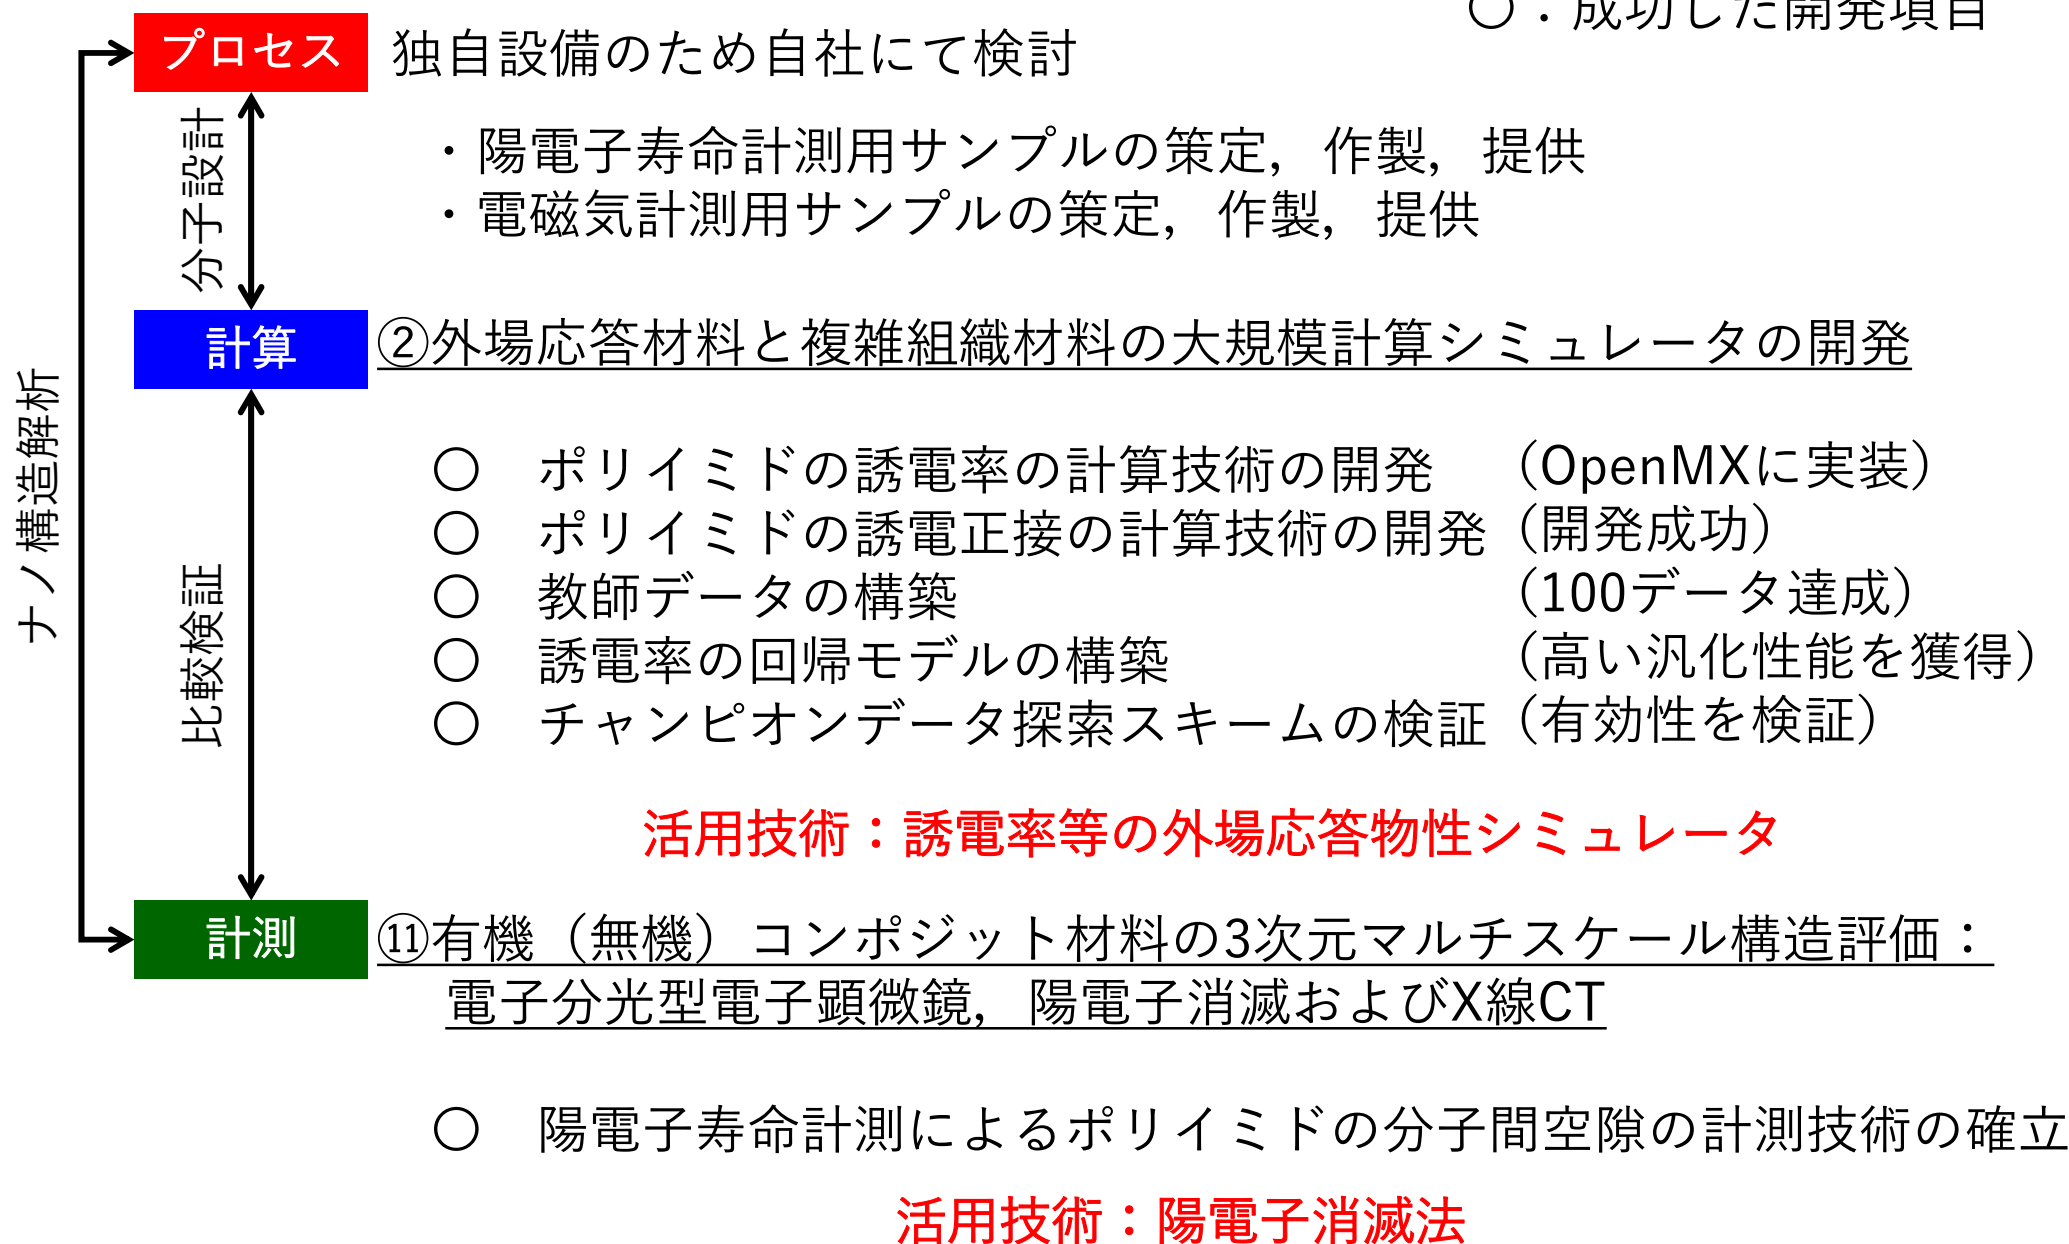 〇：成功した開発項目
プロセス
独自設備のため自社にて検討
分子設計
・陽電子寿命計測用サンプルの策定，作製，提供
・電磁気計測用サンプルの策定，作製，提供
計算
②外場応答材料と複雑組織材料の大規模計算シミュレータの開発
ナノ構造解析
比較検証
〇　ポリイミドの誘電率の計算技術の開発　（OpenMXに実装）
〇　ポリイミドの誘電正接の計算技術の開発（開発成功）
〇　教師データの構築　（100データ達成）
〇　誘電率の回帰モデルの構築　（高い汎化性能を獲得）
〇　チャンピオンデータ探索スキームの検証（有効性を検証）
活用技術：誘電率等の外場応答物性シミュレータ
計測
⑪有機（無機）コンポジット材料の3次元マルチスケール構造評価：
電子分光型電子顕微鏡，陽電子消滅およびX線CT
〇　陽電子寿命計測によるポリイミドの分子間空隙の計測技術の確立
活用技術：陽電子消滅法